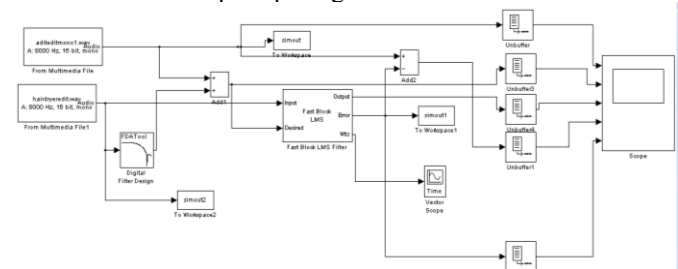 aditeditmono1.wav
A: 8000 Hz, 16 bit, mono
Audio
From Multimedia File
simout
To Workspace
Unbuffer
hairdryeredit.wav
A: 8000 Hz, 16 bit, mono
Audio
From Multimedia File1
Add1
Add2
Input
Desired
Fast Block
LMS
Output
Error
Wts
Fast Block LMS Filter
simout1
To Workspace1
Unbuffer3
Unbuffer4
Unbuffer1
Scope
FDATool
Digital
Filter Design
simout2
To Workspace2
Time
Vector
Scope